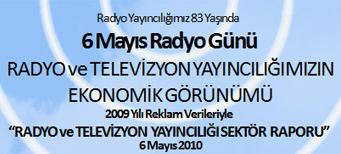 Radyo Yayıncılığımız 83 Yaşında
6 Mayıs Radyo Günü
RADYO ve TELEVİZYON YAYINCILIĞIMIZIN
EKONOMİK GÖRÜNÜMÜ
2009 Yılı Reklam Verileriyle
“RADYO ve TELEVİZYON YAYINCILIĞI SEKTÖR RAPORU”
6 Mayıs 2010